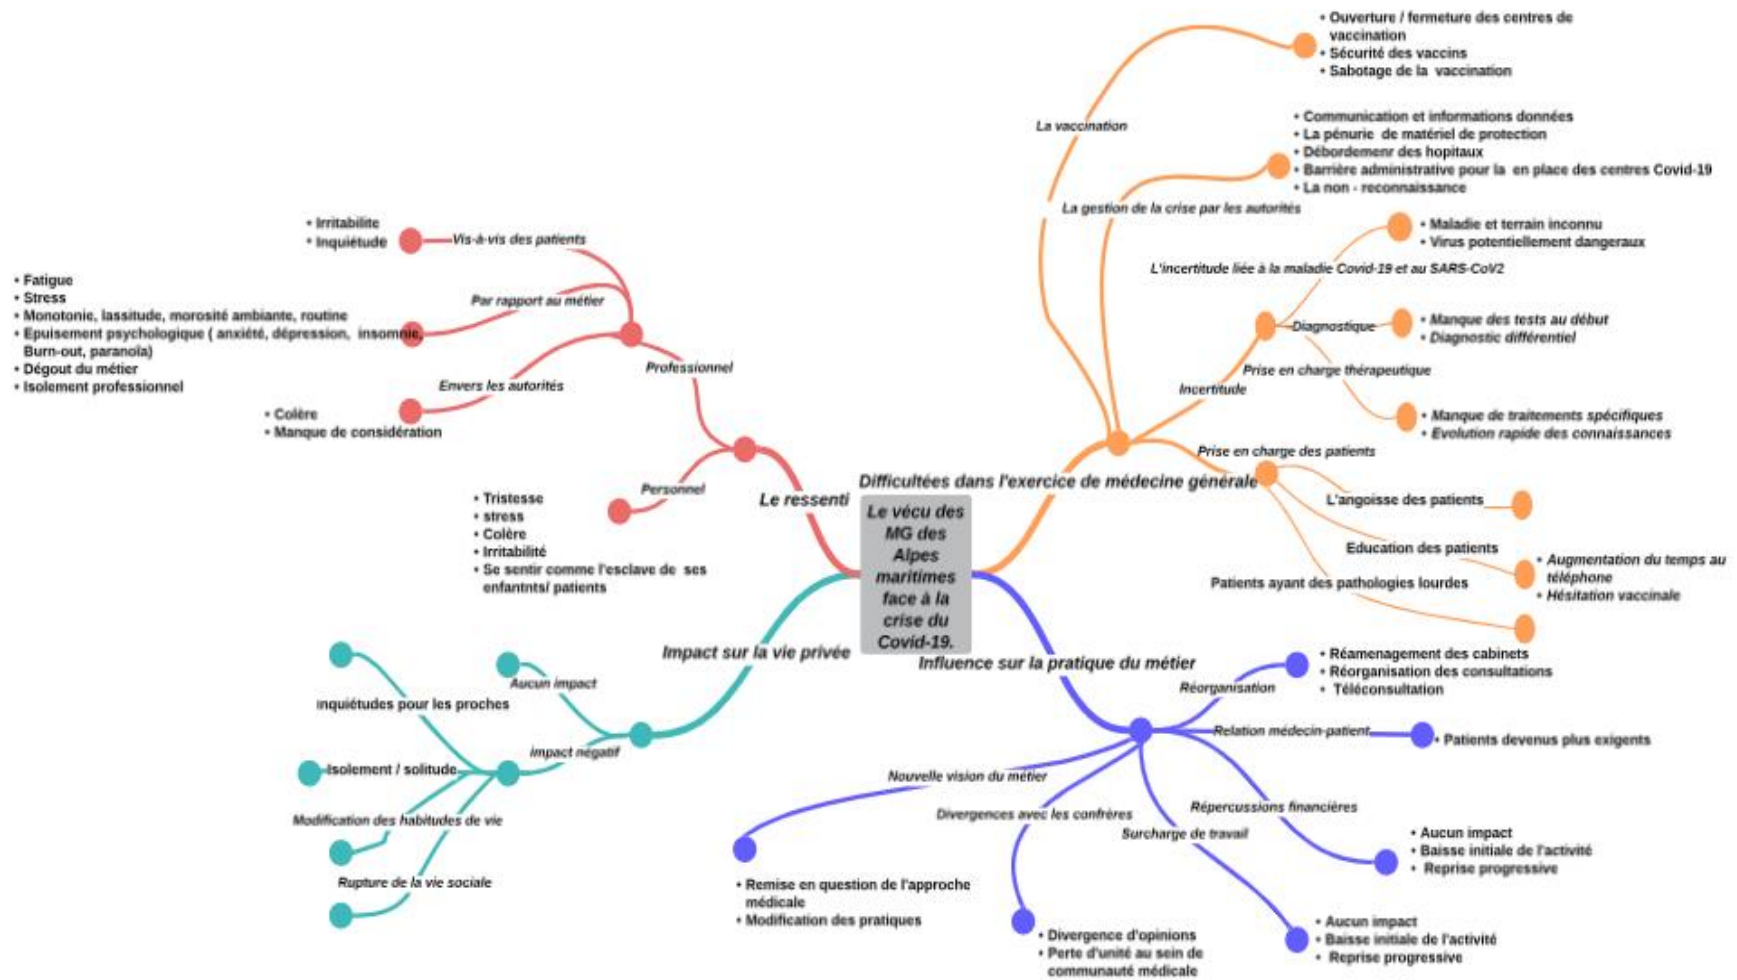 Le vécu des
MG des
Alpes
maritimes
face à la
crise du
Covid-19.
Le ressenti
Professionnel
Vis-à-vis des patients
• Irritabilite
• Inquiétude
Par rapport au métier
• Fatigue
• Stress
• Monotonie, lassitude, morosité ambiante, routine
• Epuisement psychologique ( anxiété, dépression, insomnie,
Burn-out, paranoïa)
• Dégout du métier
• Isolement professionnel
Envers les autorités
• Colère
• Manque de considération
Personnel
• Tristesse
• stress
• Colère
• Irritabilité
• Se sentir comme l'esclave de ses
enfantnts/ patients
Difficultées dans l'exercice de médecine générale
La vaccination
• Ouverture / fermeture des centres de
vaccination
• Sécurité des vaccins
• Sabotage de la vaccination
La gestion de la crise par les autorités
• Communication et informations données
• La pénurie de matériel de protection
• Débordemenr des hopitaux
• Barrière administrative pour la en place des centres Covid-19
• La non - reconnaissance
Incertitude
L'incertitude liée à la maladie Covid-19 et au SARS-CoV2
• Maladie et terrain inconnu
• Virus potentiellement dangeraux
Diagnostique
• Manque des tests au début
• Diagnostic différentiel
Prise en charge thérapeutique
• Manque de traitements spécifiques
• Evolution rapide des connaissances
Prise en charge des patients
L'angoisse des patients
Education des patients
• Augmentation du temps au
téléphone
• Hésitation vaccinale
Patients ayant des pathologies lourdes
Impact sur la vie privée
Aucun impact
impact négatif
inquiétudes pour les proches
Isolement / solitude
Modification des habitudes de vie
Rupture de la vie sociale
Influence sur la pratique du métier
Réorganisation
• Réamenagement des cabinets
• Réorganisation des consultations
• Téléconsultation
Relation médecin-patient
• Patients devenus plus exigents
Répercussions financières
• Aucun impact
• Baisse initiale de l'activité
• Reprise progressive
Surcharge de travail
• Aucun impact
• Baisse initiale de l'activité
• Reprise progressive
Divergences avec les confrères
• Divergence d'opinions
• Perte d'unité au sein de
communauté médicale
Nouvelle vision du métier
• Remise en question de l'approche
médicale
• Modification des pratiques